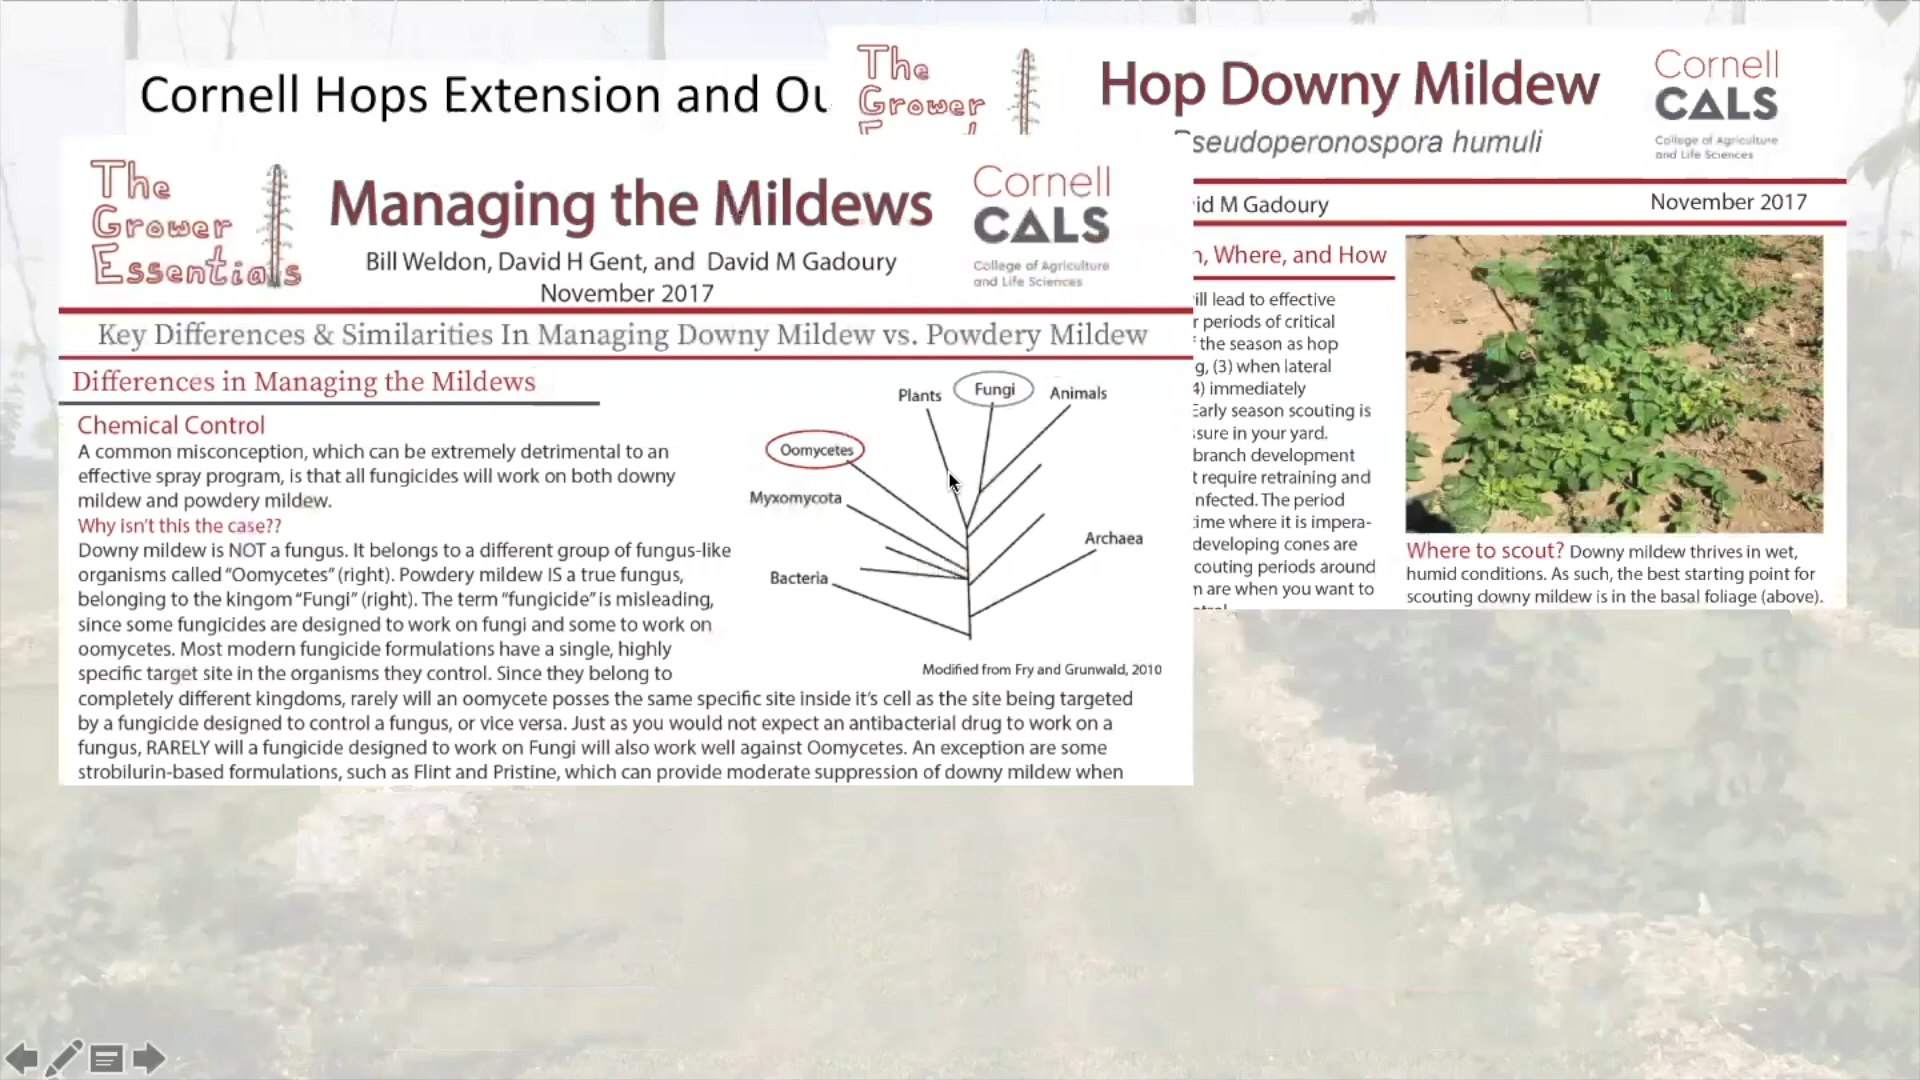 Cornell Hops Extension and Ou
The
Grower
Hop Downy Mildew
seudoperonospora humuli
Cornell
CALS
College of Agriculture
and Life Sciences
id M Gadoury
November 2017
, Where, and How
ill lead to effective
r periods of critical
f the season as hop
g, (3) when lateral
4) immediately
Early season scouting is
sure in your yard.
branch development
t require retraining and
nfected. The period
time where it is impera-
developing cones are
couting periods around
m are when you want to
Where to scout? Downy mildew thrives in wet,
humid conditions. As such, the best starting point for
scouting downy mildew is in the basal foliage (above).
The
Grower
Essentials
Managing the Mildews
Bill Weldon, David H Gent, and David M Gadoury
November 2017
Cornell
CALS
College of Agriculture
and Life Sciences
Key Differences & Similarities In Managing Downy Mildew vs. Powdery Mildew
Differences in Managing the Mildews
Chemical Control
A common misconception, which can be extremely detrimental to an
effective spray program, is that all fungicides will work on both downy
mildew and powdery mildew.
Why isn't this the case??
Downy mildew is NOT a fungus. It belongs to a different group of fungus-like
organisms called "Oomycetes" (right). Powdery mildew IS a true fungus,
belonging to the kingom "Fungi" (right). The term "fungicide" is misleading,
since some fungicides are designed to work on fungi and some to work on
oomycetes. Most modern fungicide formulations have a single, highly
specific target site in the organisms they control. Since they belong to
completely different kingdoms, rarely will an oomycete posses the same specific site inside it's cell as the site being targeted
by a fungicide designed to control a fungus, or vice versa. Just as you would not expect an antibacterial drug to work on a
fungus, RARELY will a fungicide designed to work on Fungi will also work well against Oomycetes. An exception are some
strobilurin-based formulations, such as Flint and Pristine, which can provide moderate suppression of downy mildew when
Plants
Fungi
Animals
Oomycetes
Myxomycota
Archaea
Bacteria
Modified from Fry and Grunwald, 2010